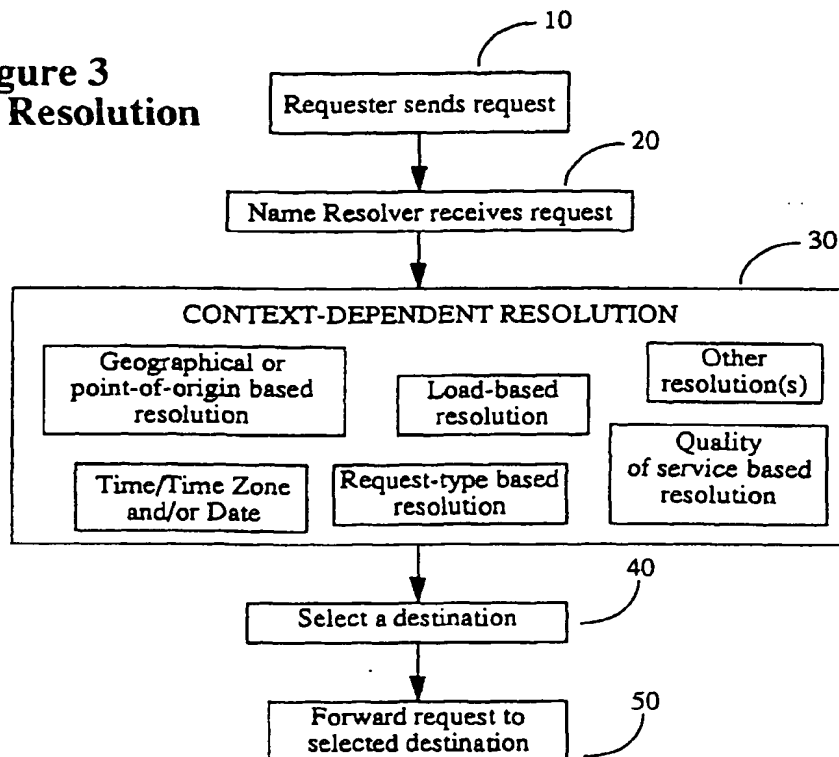 gure 3
Resolution
10
Requester sends request
20
Name Resolver receives request
30
CONTEXT-DEPENDENT RESOLUTION
Geographical or
point-of-origin based
resolution
Load-based
resolution
Other
resolution(s)
Time/Time Zone
and/or Date
Request-type based
resolution
Quality
of service based
resolution
40
Select a destination
50
Forward request to
selected destination